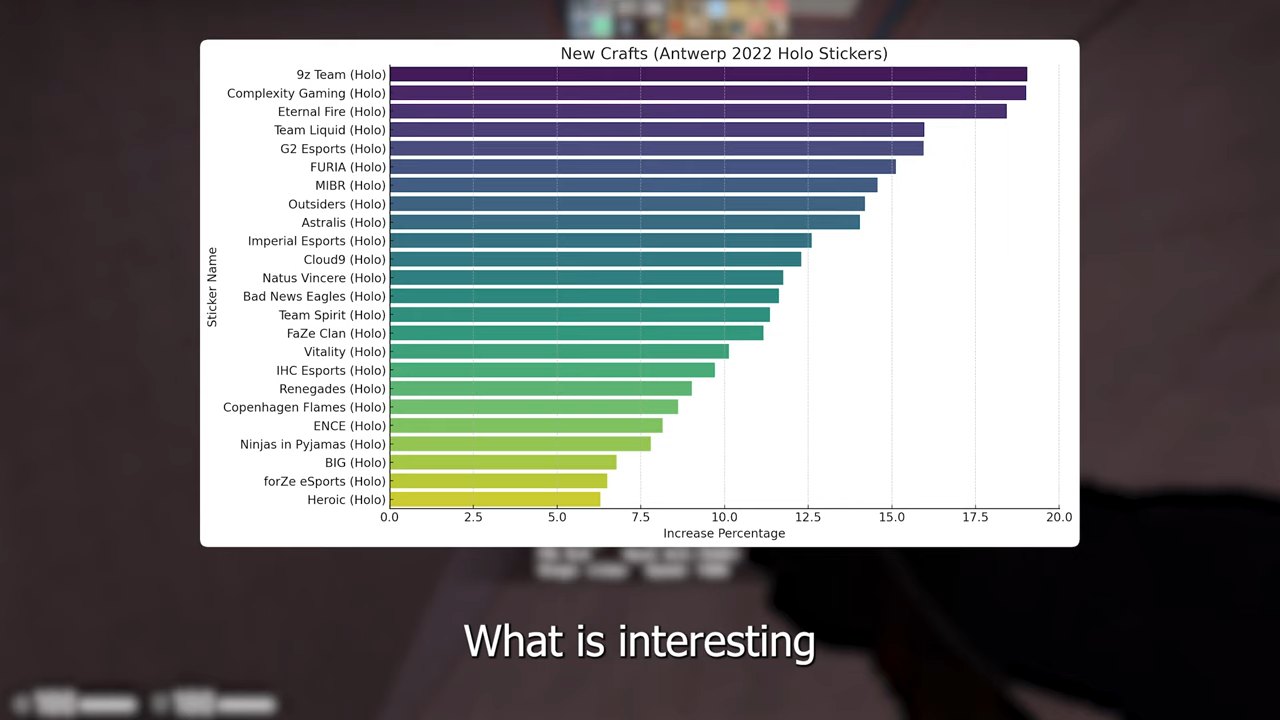 New Crafts (Antwerp 2022 Holo Stickers)
Sticker Name
9z Team (Holo)
Complexity Gaming (Holo)
Eternal Fire (Holo)
Team Liquid (Holo)
G2 Esports (Holo)
FURIA (Holo)
MIBR (Holo)
Outsiders (Holo)
Astralis (Holo)
Imperial Esports (Holo)
Cloud9 (Holo)
Natus Vincere (Holo)
Bad News Eagles (Holo)
Team Spirit (Holo)
FaZe Clan (Holo)
Vitality (Holo)
IHC Esports (Holo)
Renegades (Holo)
Copenhagen Flames (Holo)
ENCE (Holo)
Ninjas in Pyjamas (Holo)
BIG (Holo)
forZe eSports (Holo)
Heroic (Holo)
0.0 2.5 5.0 7.5 10.0 12.5 15.0 17.5 20.0
Increase Percentage
What is interesting